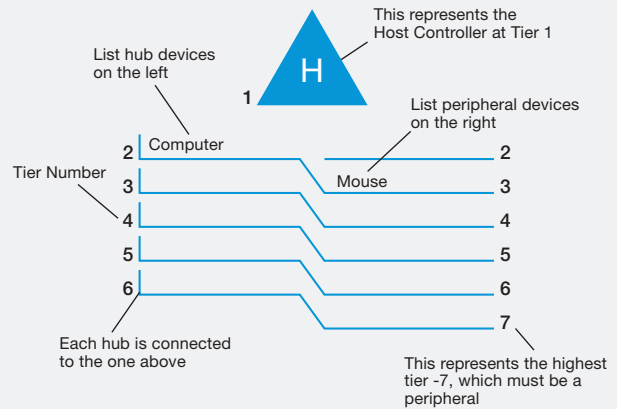 This represents the
Host Controller at Tier 1
List hub devices
on the left
H
1
List peripheral devices
on the right
2 Computer 2
Tier Number
3 Mouse 3
4 4
5 5
6 6
7
Each hub is connected
to the one above
This represents the highest
tier -7, which must be a
peripheral